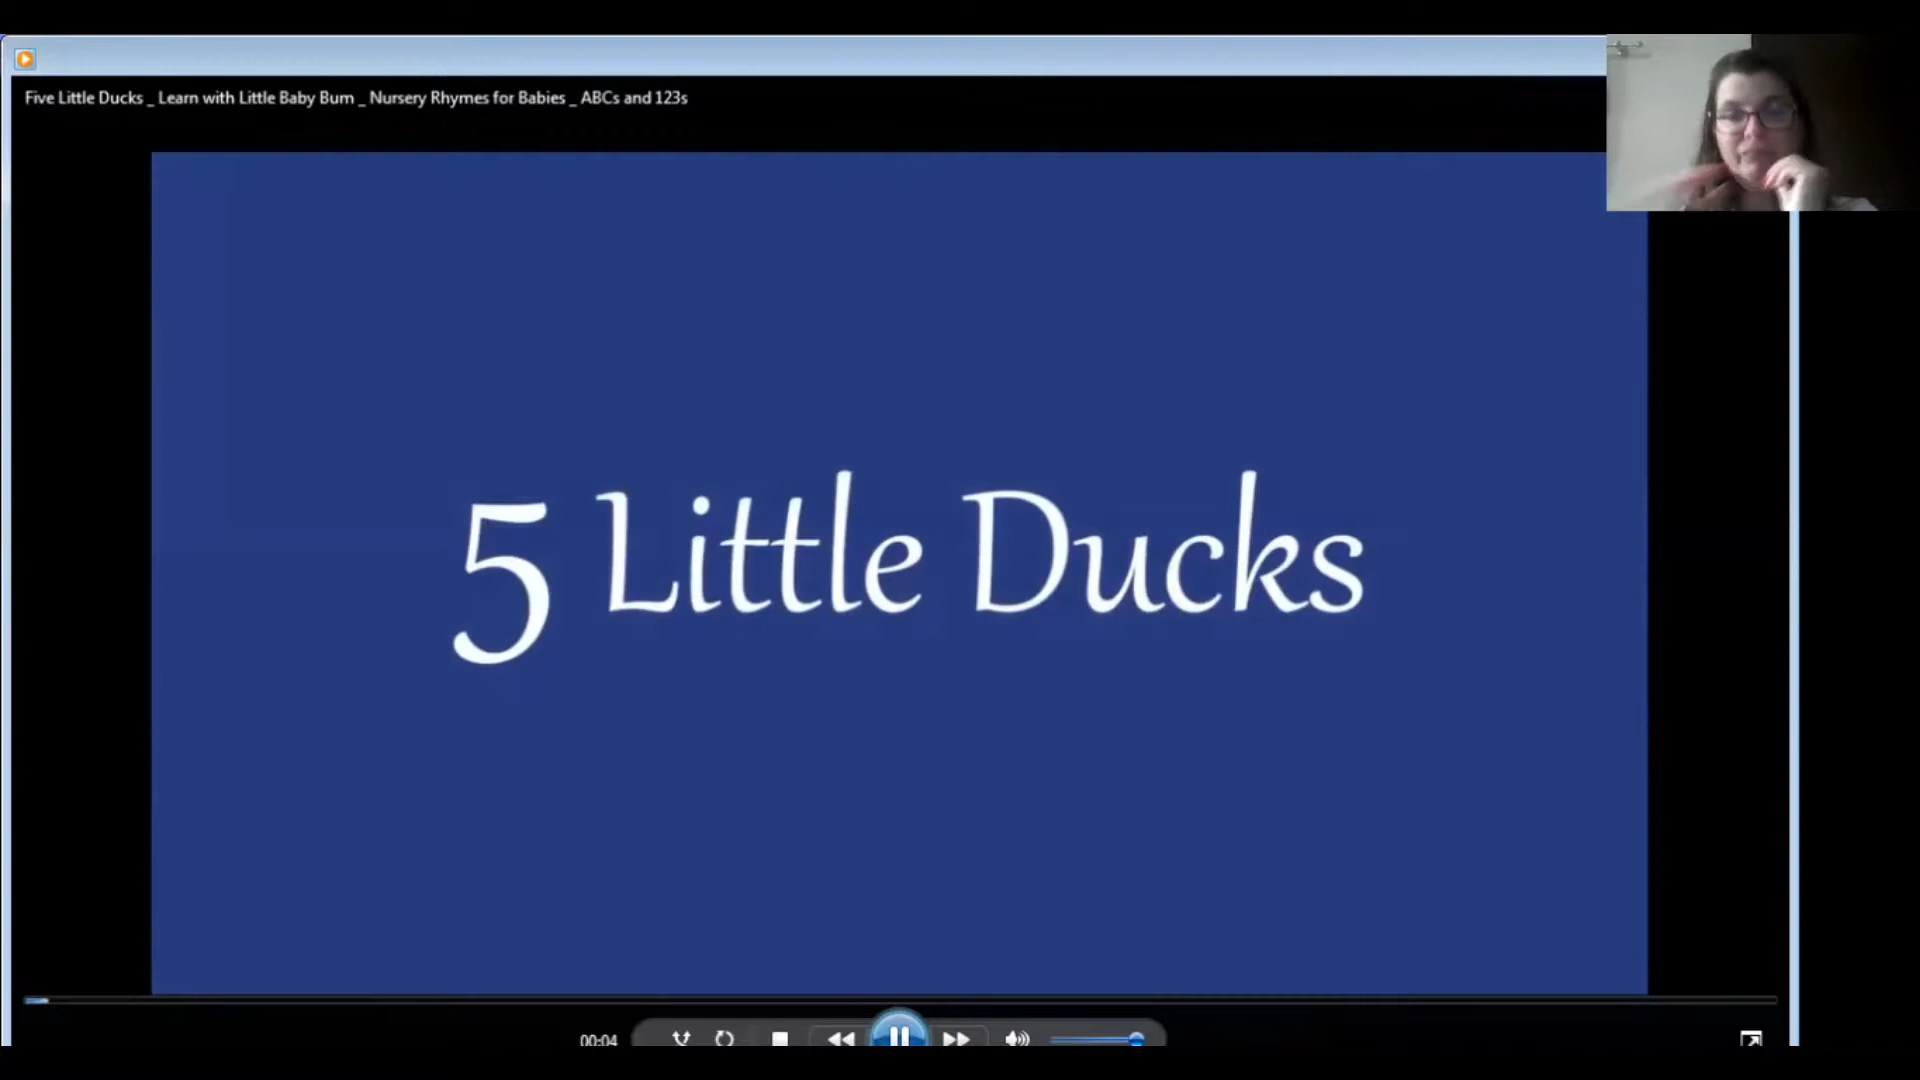 Five Little Ducks _ Learn with Little Baby Bum _ Nursery Rhymes for Babies _ ABCs and 123s
5 Little Ducks
00:04